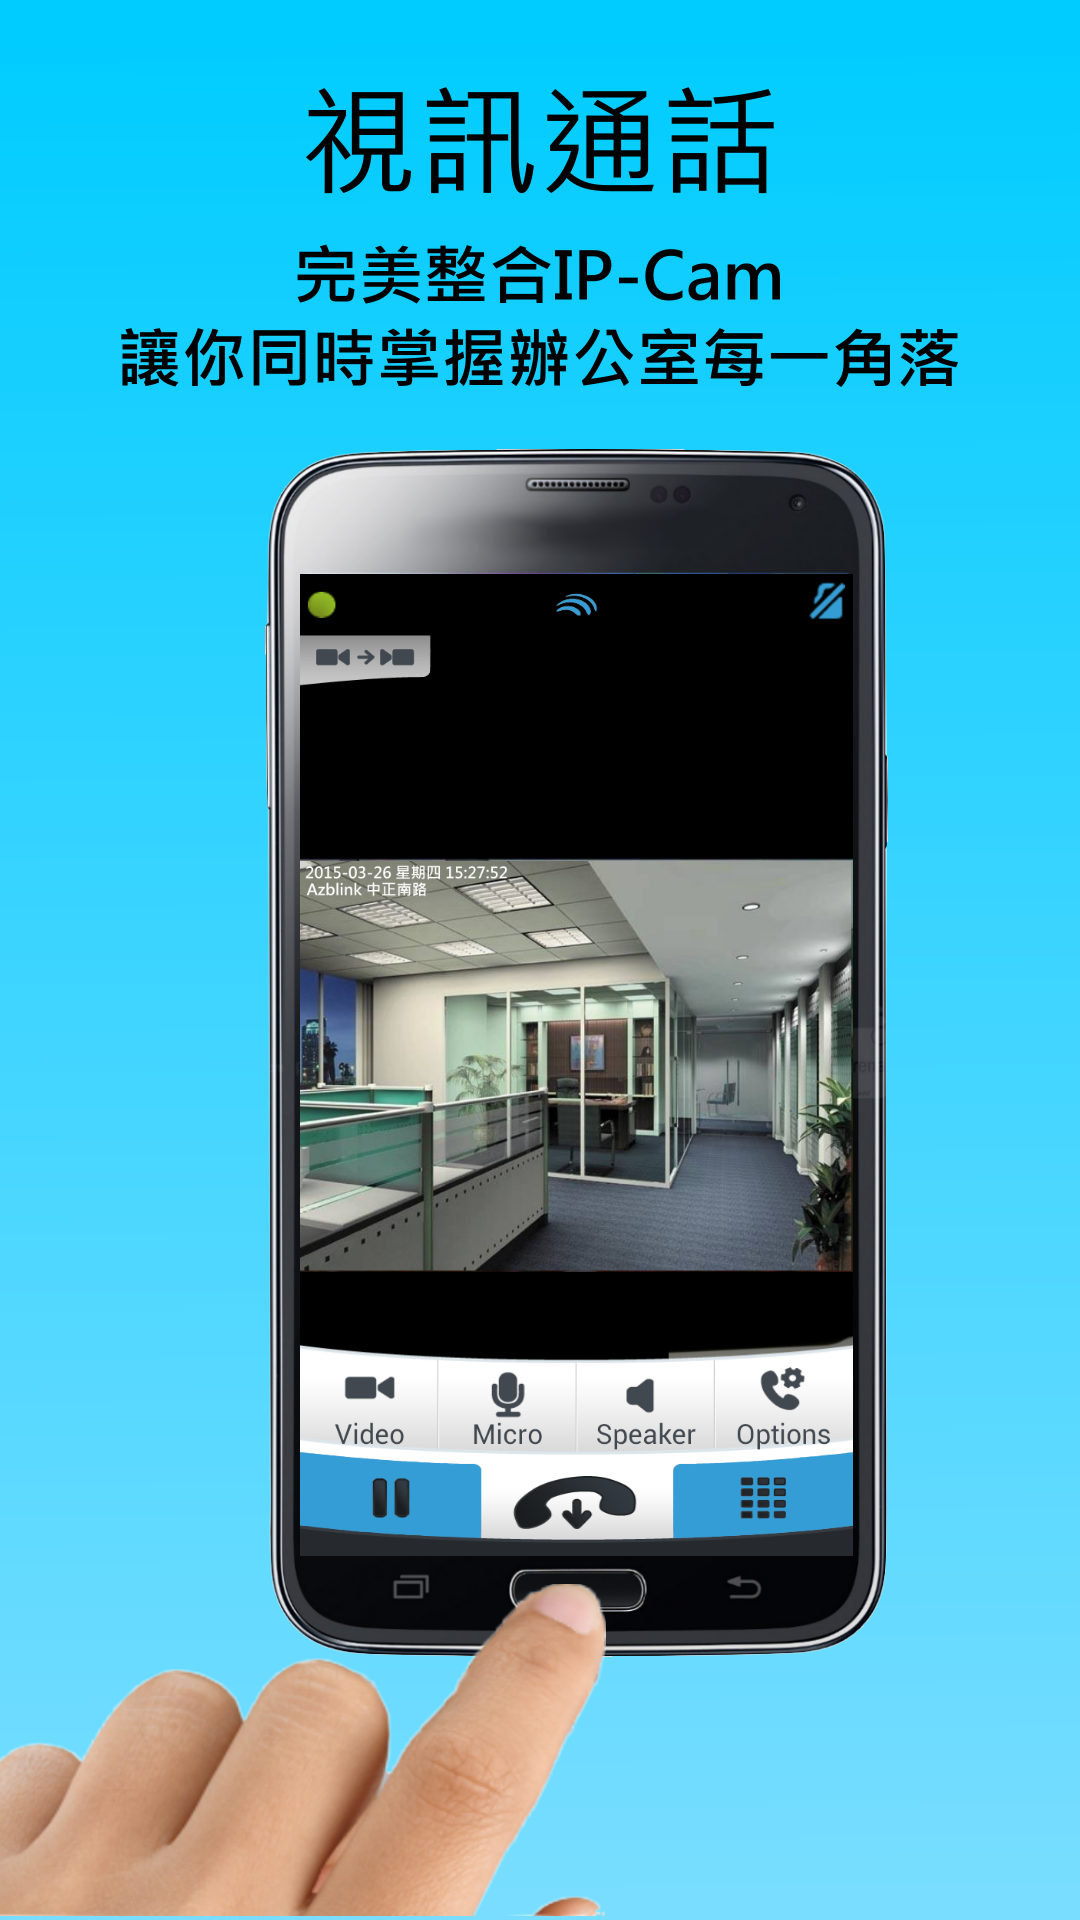 視訊通話
完美整合IP-Cam
讓你同時掌握辦公室每一角落
2015-03-26 星期四 15:27:52
Azblink 中正南路
Video
Micro
Speaker
Options